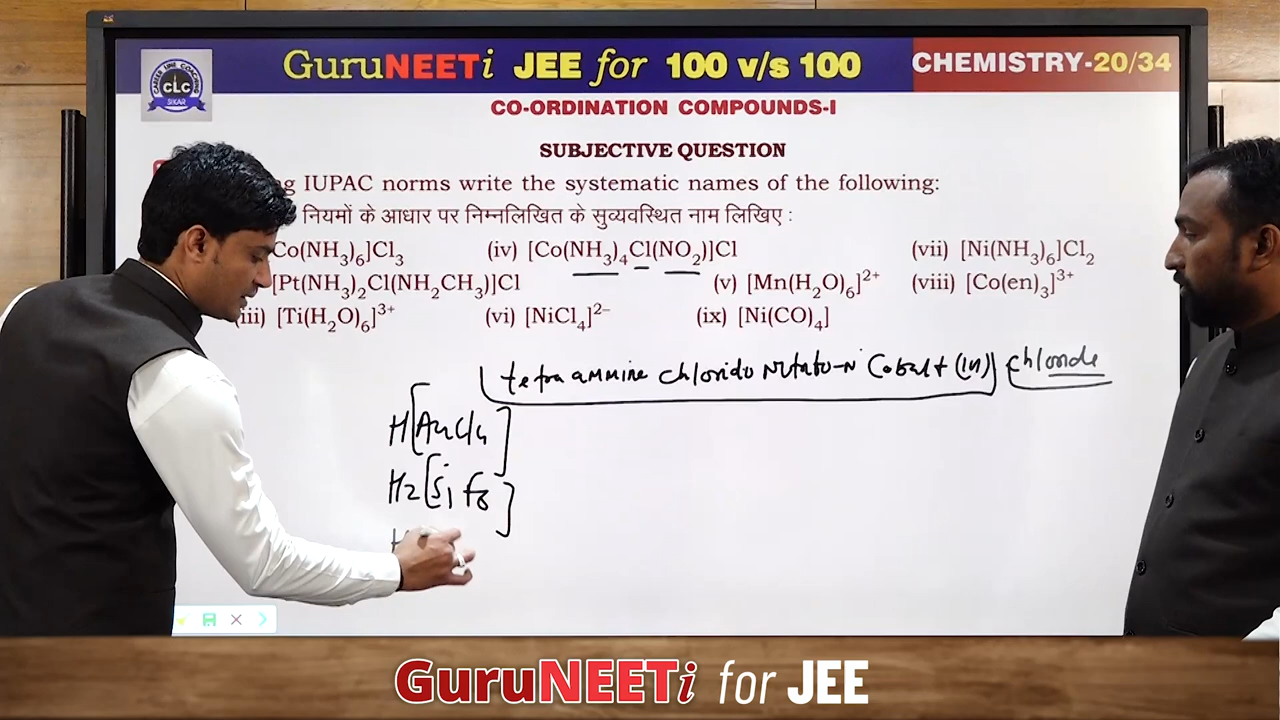 GuruNEETi JEE for 100 v/s 100
CHEMISTRY-20/34
CLC
SIKAR
CO-ORDINATION COMPOUNDS-I
SUBJECTIVE QUESTION
IUPAC norms write the systematic names of the following:
नियमों के आधार पर निम्नलिखित के सुव्यवस्थित नाम लिखिए :
Co(NH₃)₆]Cl₃ (iv) [Co(NH₃)₄Cl(NO₂)]Cl (vii) [Ni(NH₃)₆]Cl₂
[Pt(NH₃)₂Cl(NH₂CH₃)]Cl (v) [Mn(H₂O)₆]²⁺ (viii) [Co(en)₃]³⁺
(iii) [Ti(H₂O)₆]³⁺ (vi) [NiCl₄]²⁻ (ix) [Ni(CO)₄]
tetra ammine chlorido Nitrito-N Cobalt (III) chloride
H[AuCl₄]
H₂[SiF₆]
H
GuruNEETi for JEE